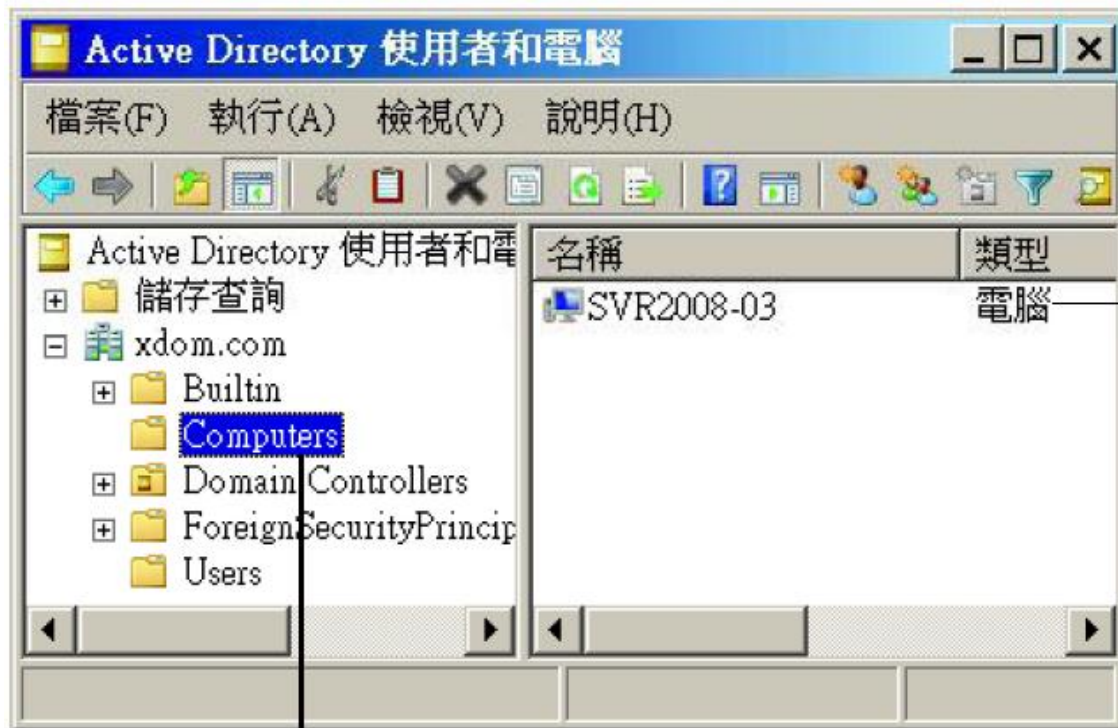 Active Directory 使用者和電腦
檔案(F) 執行(A) 檢視(V) 說明(H)
Active Directory 使用者和電
儲存查詢
xdom.com
Builtin
Computers
Domain Controllers
ForeignSecurityPrincip
Users
名稱 類型
SVR2008-03 電腦